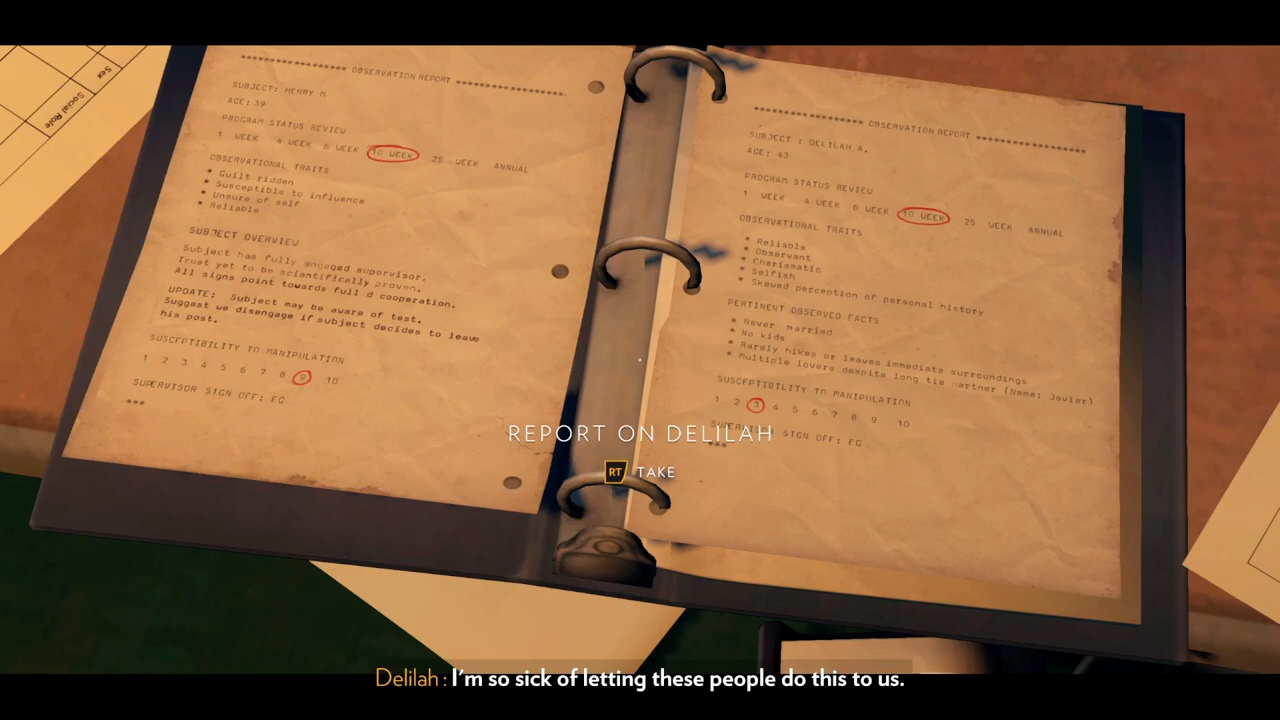 Sex
Social Role
******************** OBSERVATION REPORT ********************
SUBJECT: HENRY M
AGE: 39
PROGRAM STATUS REVIEW
1 WEEK 4 WEEK 6 WEEK 10 WEEK 25 WEEK ANNUAL
OBSERVATIONAL TRAITS
* Guilt ridden
* Susceptible to influence
* Unsure of self
* Reliable
SUBJECT OVERVIEW
Subject has fully engaged supervisor.
Trust yet to be scientifically proven.
All signs point towards full d cooperation.
UPDATE: Subject may be aware of test.
Suggest we disengage if subject decides to leave
his post.
SUSCEPTIBILITY TO MANIPULATION
1 2 3 4 5 6 7 8 9 10
SUPERVISOR SIGN OFF: EG
***
******************** OBSERVATION REPORT ********************
SUBJECT : DELILAH A.
AGE: 43
PROGRAM STATUS REVIEW
1 WEEK 4 WEEK 6 WEEK 10 WEEK 25 WEEK ANNUAL
OBSERVATIONAL TRAITS
* Reliable
* Observant
* Charismatic
* Selfish
* Skewed perception of personal history
PERTINENT OBSERVED FACTS
* Never married
* No kids
* Rarely hikes or leaves immediate surroundings
* Multiple lovers despite long tie partner (Name: Javier)
SUSCEPTIBILITY TO MANIPULATION
1 2 3 4 5 6 7 8 9 10
SUPERVISOR SIGN OFF: EG
***
REPORT ON DELILAH
RT TAKE
Delilah : I'm so sick of letting these people do this to us.